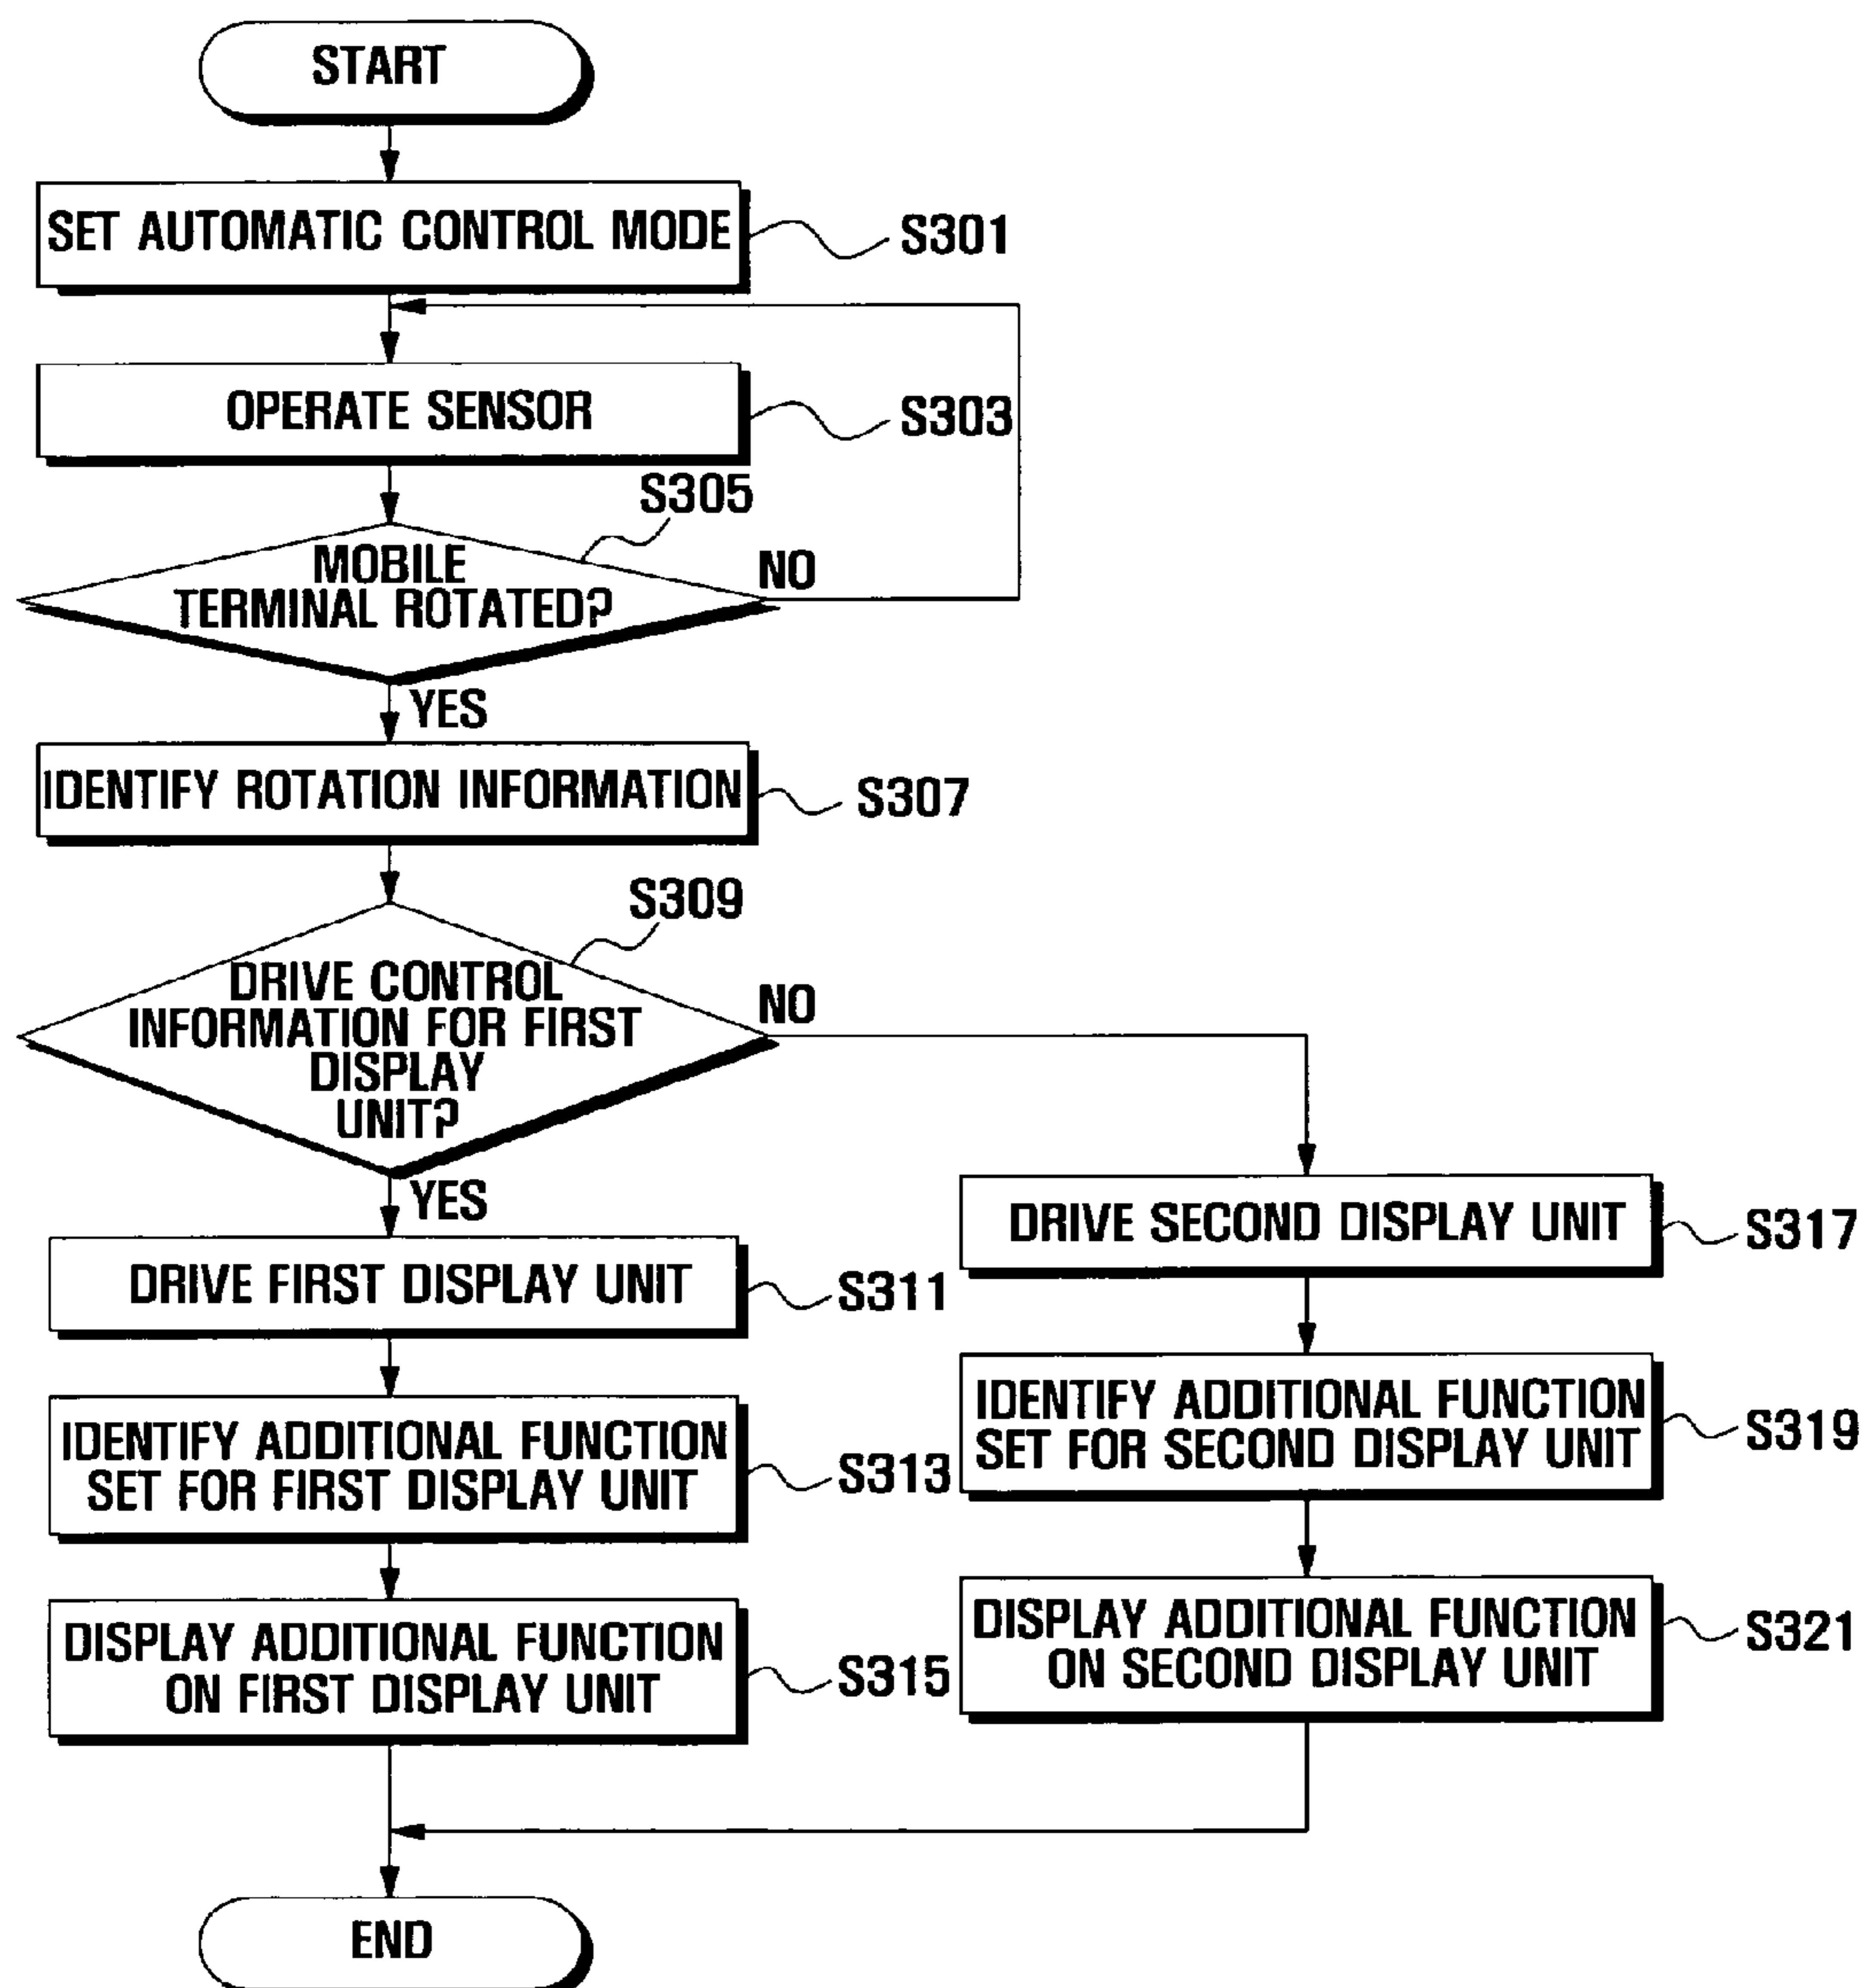 START
SET AUTOMATIC CONTROL MODE
S301
OPERATE SENSOR
S303
S305
MOBILE
TERMINAL ROTATED?
NO
YES
IDENTIFY ROTATION INFORMATION
S307
S309
DRIVE CONTROL
INFORMATION FOR FIRST
DISPLAY
UNIT?
NO
YES
DRIVE FIRST DISPLAY UNIT
S311
IDENTIFY ADDITIONAL FUNCTION
SET FOR FIRST DISPLAY UNIT
S313
DISPLAY ADDITIONAL FUNCTION
ON FIRST DISPLAY UNIT
S315
DRIVE SECOND DISPLAY UNIT
S317
IDENTIFY ADDITIONAL FUNCTION
SET FOR SECOND DISPLAY UNIT
S319
DISPLAY ADDITIONAL FUNCTION
ON SECOND DISPLAY UNIT
S321
END